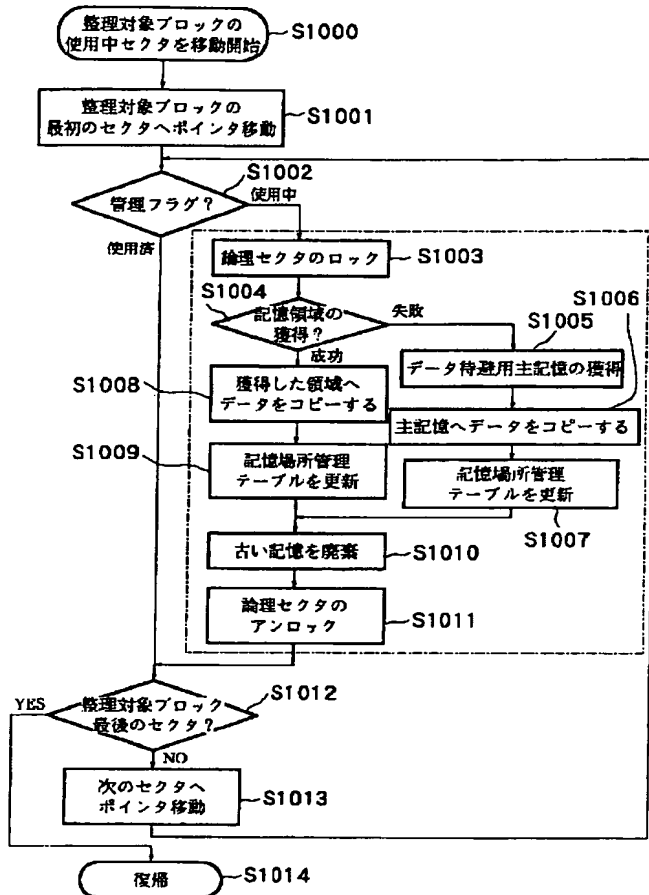 整理対象ブロックの
使用中セクタを移動開始
S1000
整理対象ブロックの
最初のセクタへポインタ移動
S1001
S1002
管理フラグ?
使用中
使用済
論理セクタのロック
S1003
S1004
記憶領域の
獲得?
失敗
成功
S1006
S1005
データ待避用主記憶の獲得
S1008
獲得した領域へ
データをコピーする
主記憶へデータをコピーする
S1009
記憶場所管理
テーブルを更新
記憶場所管理
テーブルを更新
S1007
古い記憶を廃棄
S1010
論理セクタの
アンロック
S1011
YES
整理対象ブロック
最後のセクタ?
S1012
NO
次のセクタへ
ポインタ移動
S1013
復帰
S1014